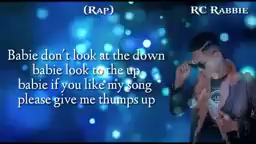 (Rap)
RC Rabbie
Babie don't look at the down
babie look to the up
babie if you like my song
please give me thumps up